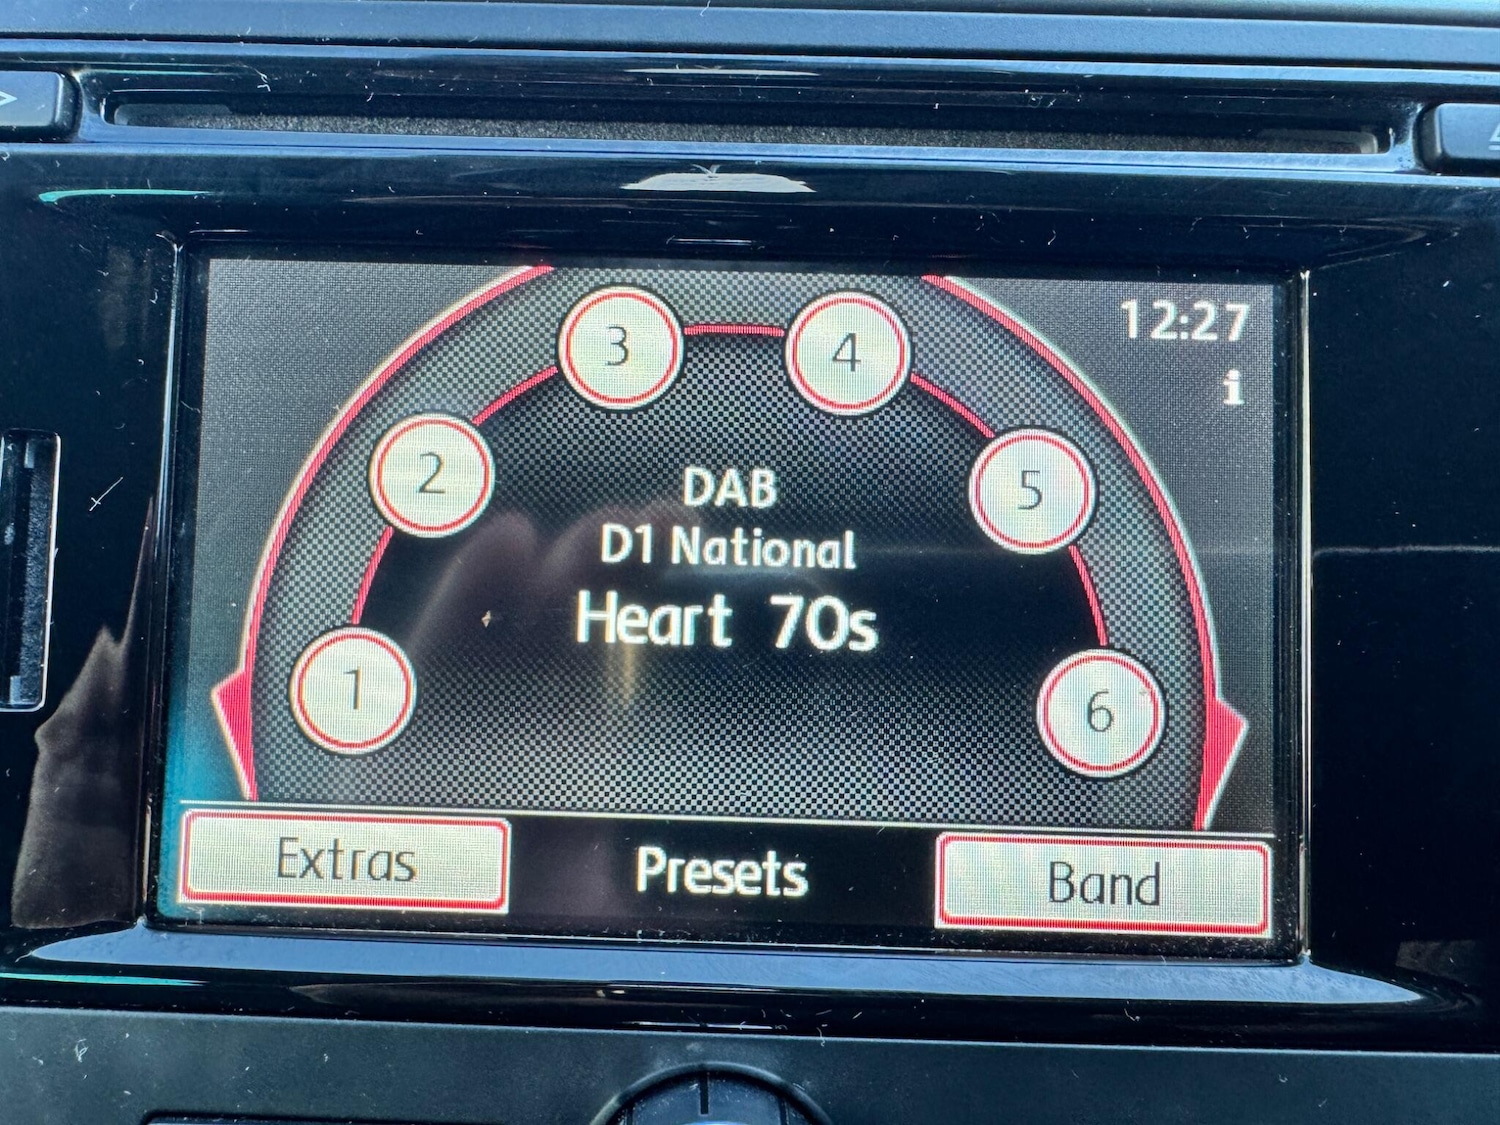 12:27
i
3
4
2
5
DAB
D1 National
Heart 70s
1
6
Extras
Presets
Band